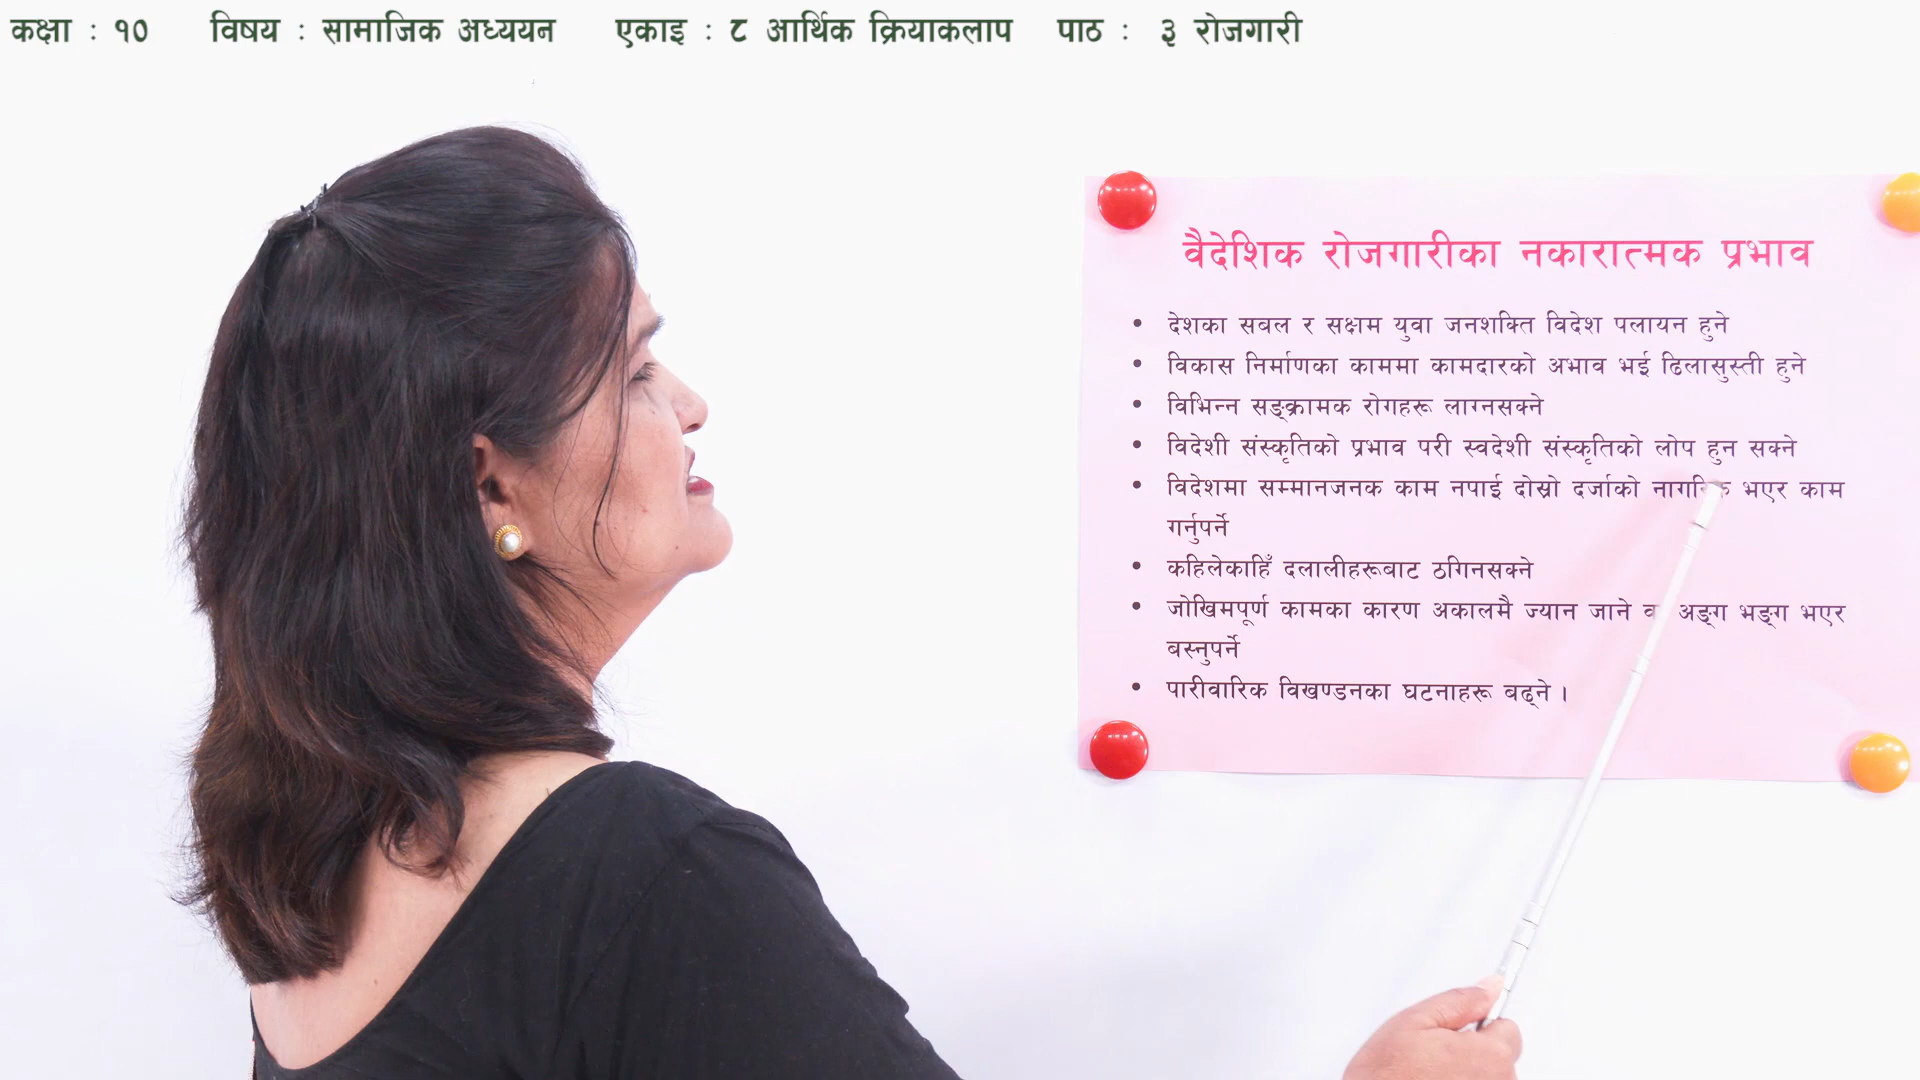 कक्षा : १० विषय : सामाजिक अध्ययन एकाइ : ८ आर्थिक क्रियाकलाप पाठ : ३ रोजगारी
वैदेशिक रोजगारीका नकारात्मक प्रभाव
• देशका सबल र सक्षम युवा जनशक्ति विदेश पलायन हुने
• विकास निर्माणका काममा कामदारको अभाव भई ढिलासुस्ती हुने
• विभिन्न सङ्क्रामक रोगहरू लाग्नसक्ने
• विदेशी संस्कृतिको प्रभाव परी स्वदेशी संस्कृतिको लोप हुन सक्ने
• विदेशमा सम्मानजनक काम नपाई दोस्रो दर्जाको नागरिक भएर काम
गर्नुपर्ने
• कहिलेकाहिँ दलालीहरूबाट ठगिनसक्ने
• जोखिमपूर्ण कामका कारण अकालमै ज्यान जाने अङ्ग भङ्ग भएर
बस्नुपर्ने
• पारीवारिक विखण्डनका घटनाहरू बढ्ने ।